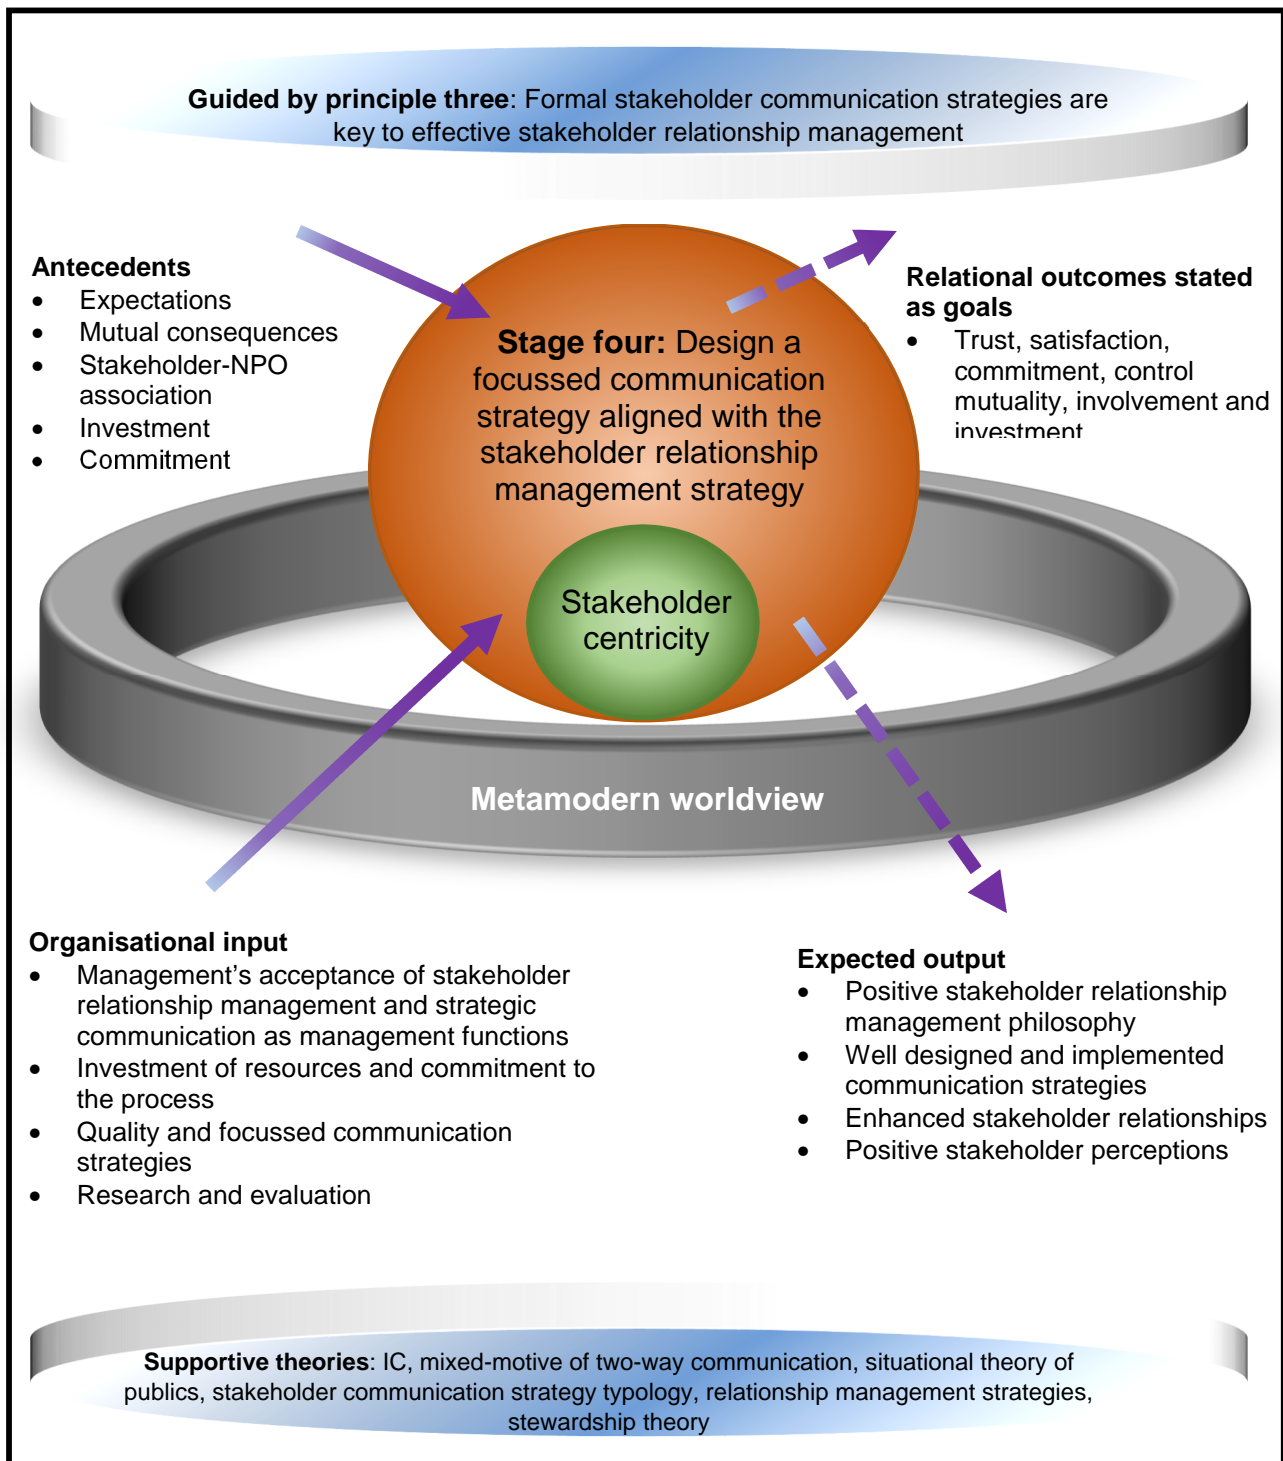 Guided by principle three: Formal stakeholder communication strategies are
key to effective stakeholder relationship management
Antecedents
• Expectations
• Mutual consequences
• Stakeholder-NPO
association
• Investment
• Commitment
Stage four: Design a
focussed communication
strategy aligned with the
stakeholder relationship
management strategy
Stakeholder
centricity
Relational outcomes stated
as goals
• Trust, satisfaction,
commitment, control
mutuality, involvement and
investment
Metamodern worldview
Organisational input
• Management’s acceptance of stakeholder
relationship management and strategic
communication as management functions
• Investment of resources and commitment to
the process
• Quality and focussed communication
strategies
• Research and evaluation
Expected output
• Positive stakeholder relationship
management philosophy
• Well designed and implemented
communication strategies
• Enhanced stakeholder relationships
• Positive stakeholder perceptions
Supportive theories: IC, mixed-motive of two-way communication, situational theory of
publics, stakeholder communication strategy typology, relationship management strategies,
stewardship theory